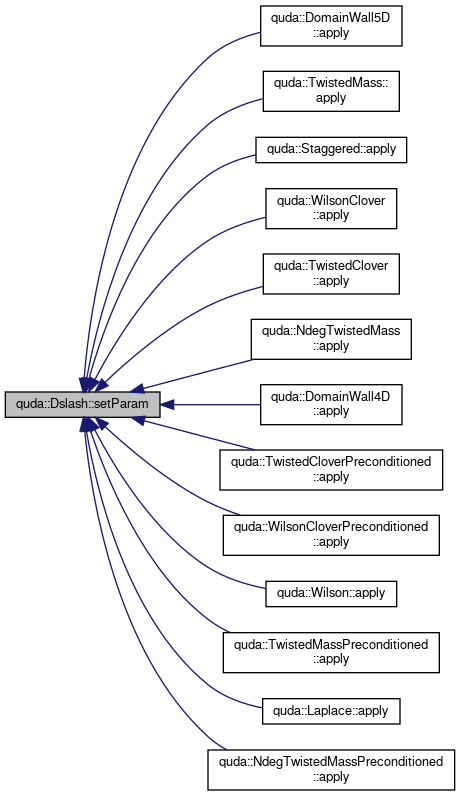 quda::DomainWall5D
::apply
quda::TwistedMass::
apply
quda::Staggered::apply
quda::WilsonClover
::apply
quda::TwistedClover
::apply
quda::NdegTwistedMass
::apply
quda::Dslash::setParam
quda::DomainWall4D
::apply
quda::TwistedCloverPreconditioned
::apply
quda::WilsonCloverPreconditioned
::apply
quda::Wilson::apply
quda::TwistedMassPreconditioned
::apply
quda::Laplace::apply
quda::NdegTwistedMassPreconditioned
::apply